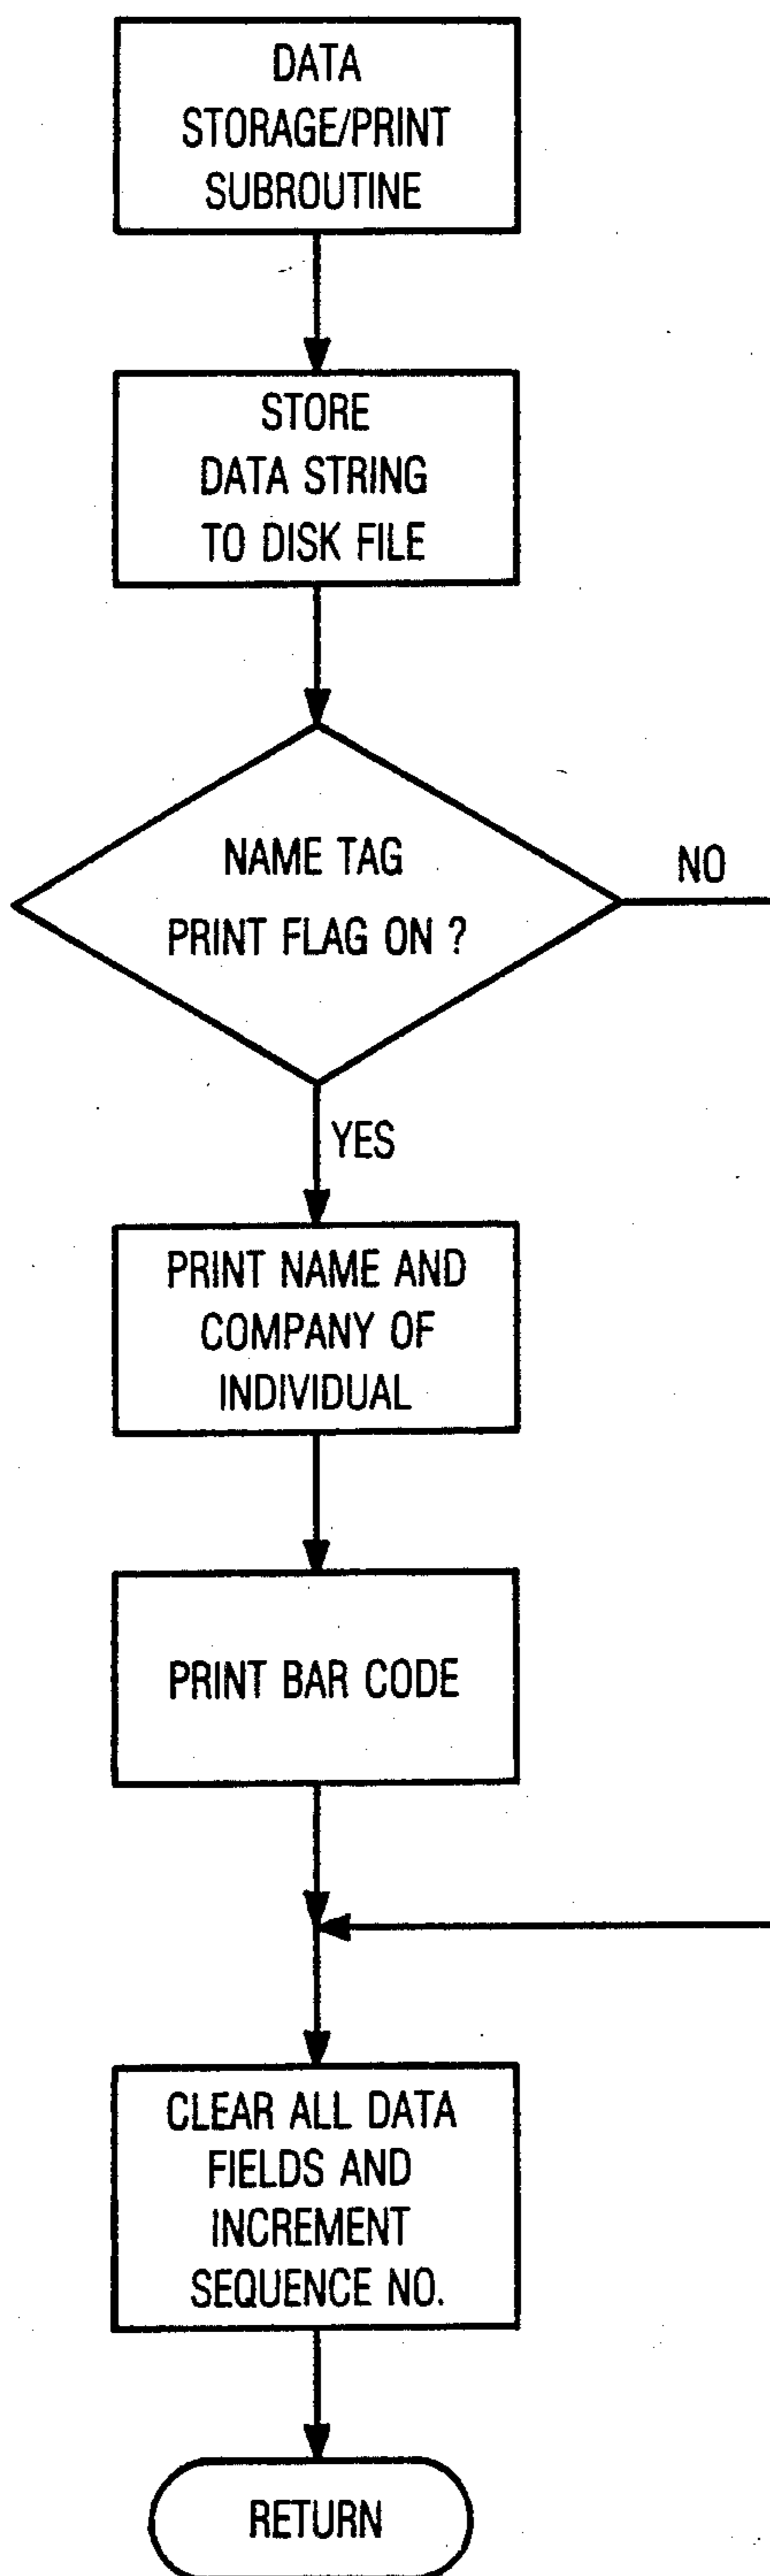 DATA
STORAGE/PRINT
SUBROUTINE
STORE
DATA STRING
TO DISK FILE
NAME TAG
PRINT FLAG ON ?
NO
YES
PRINT NAME AND
COMPANY OF
INDIVIDUAL
PRINT BAR CODE
CLEAR ALL DATA
FIELDS AND
INCREMENT
SEQUENCE NO.
RETURN